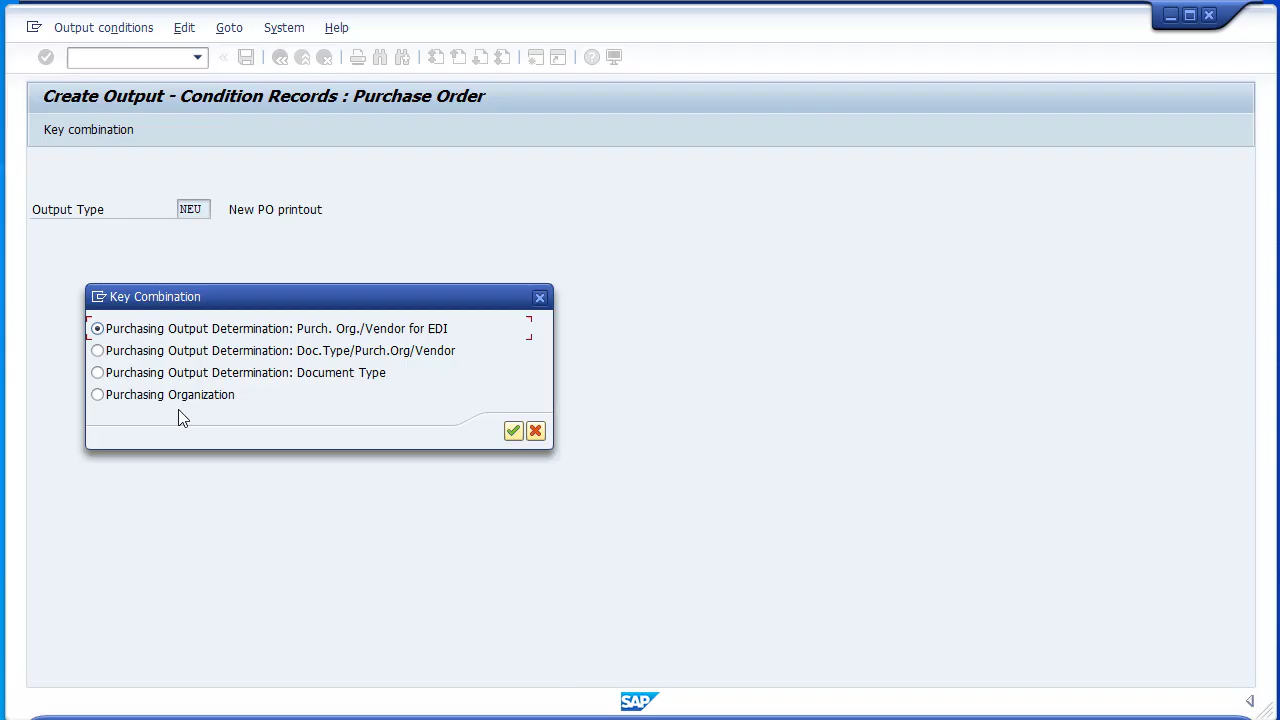 Output conditions Edit Goto System Help
Create Output - Condition Records : Purchase Order
Key combination
Output Type NEU New PO printout
Key Combination
Purchasing Output Determination: Purch. Org./Vendor for EDI
Purchasing Output Determination: Doc.Type/Purch.Org/Vendor
Purchasing Output Determination: Document Type
Purchasing Organization
SAP